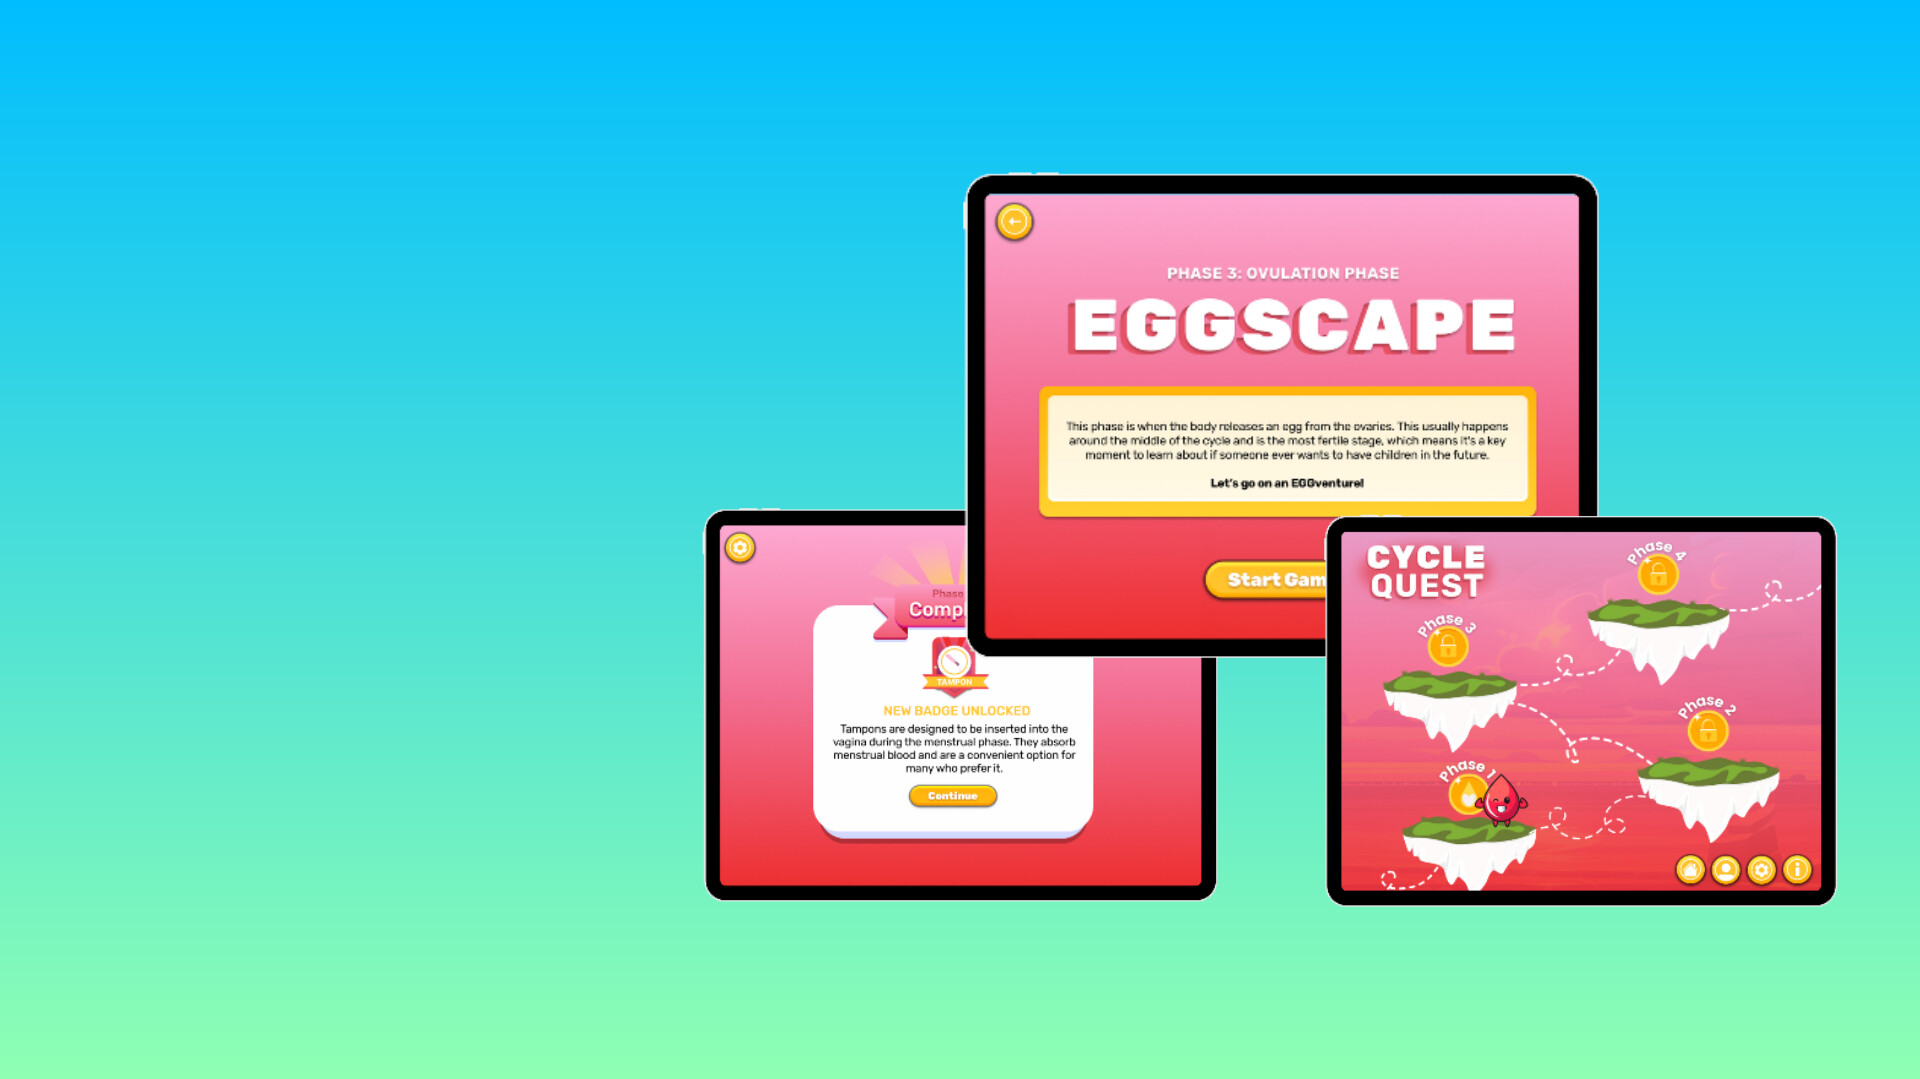 PHASE 3: OVULATION PHASE
EGGSCAPE
This phase is when the body releases an egg from the ovaries. This usually happens
around the middle of the cycle and is the most fertile stage, which means it's a key
moment to learn about if someone ever wants to have children in the future.
Let's go on an EGGventure!
Start Gam
Phase
Compl
TAMPON
NEW BADGE UNLOCKED
Tampons are designed to be inserted into the
vagina during the menstrual phase. They absorb
menstrual blood and are a convenient option for
many who prefer it.
Continue
CYCLE
QUEST
Phase 4
Phase 3
Phase 2
Phase 1